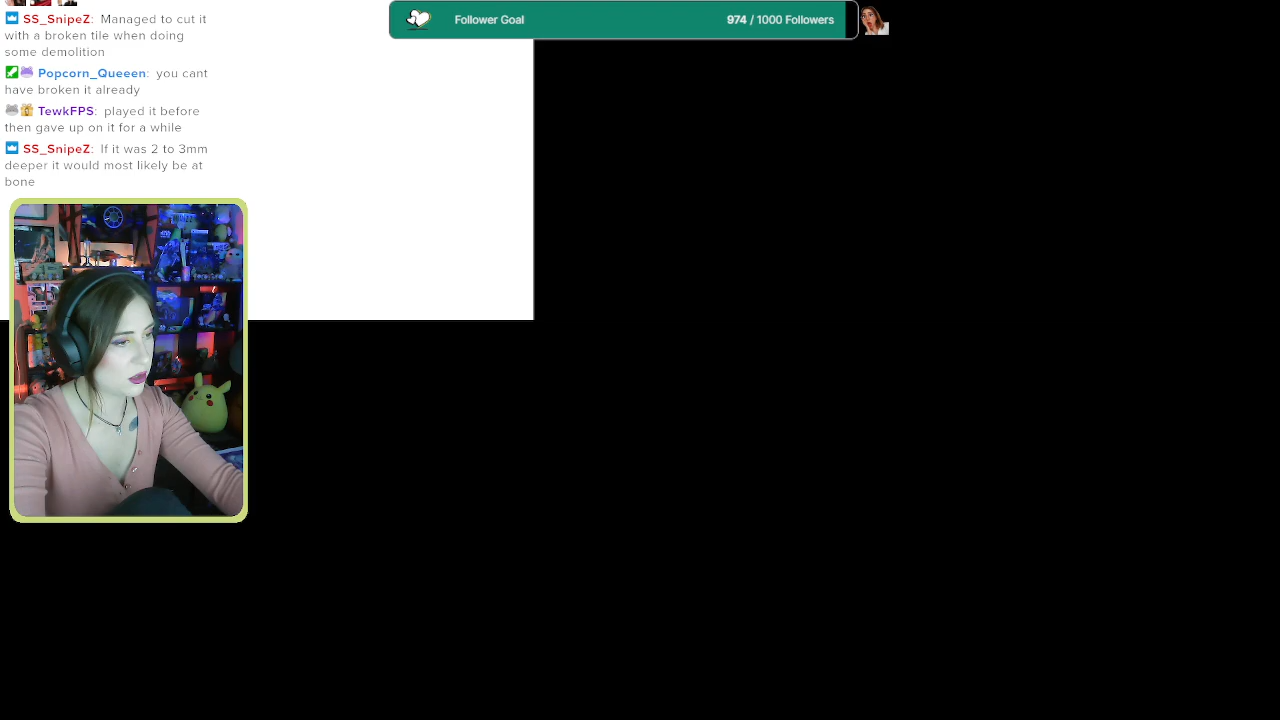 SS_SnipeZ: Managed to cut it
with a broken tile when doing
some demolition
Popcorn_Queeen: you cant
have broken it already
TewkFPS: played it before
then gave up on it for a while
SS_SnipeZ: If it was 2 to 3mm
deeper it would most likely be at
bone
Follower Goal
974 / 1000 Followers